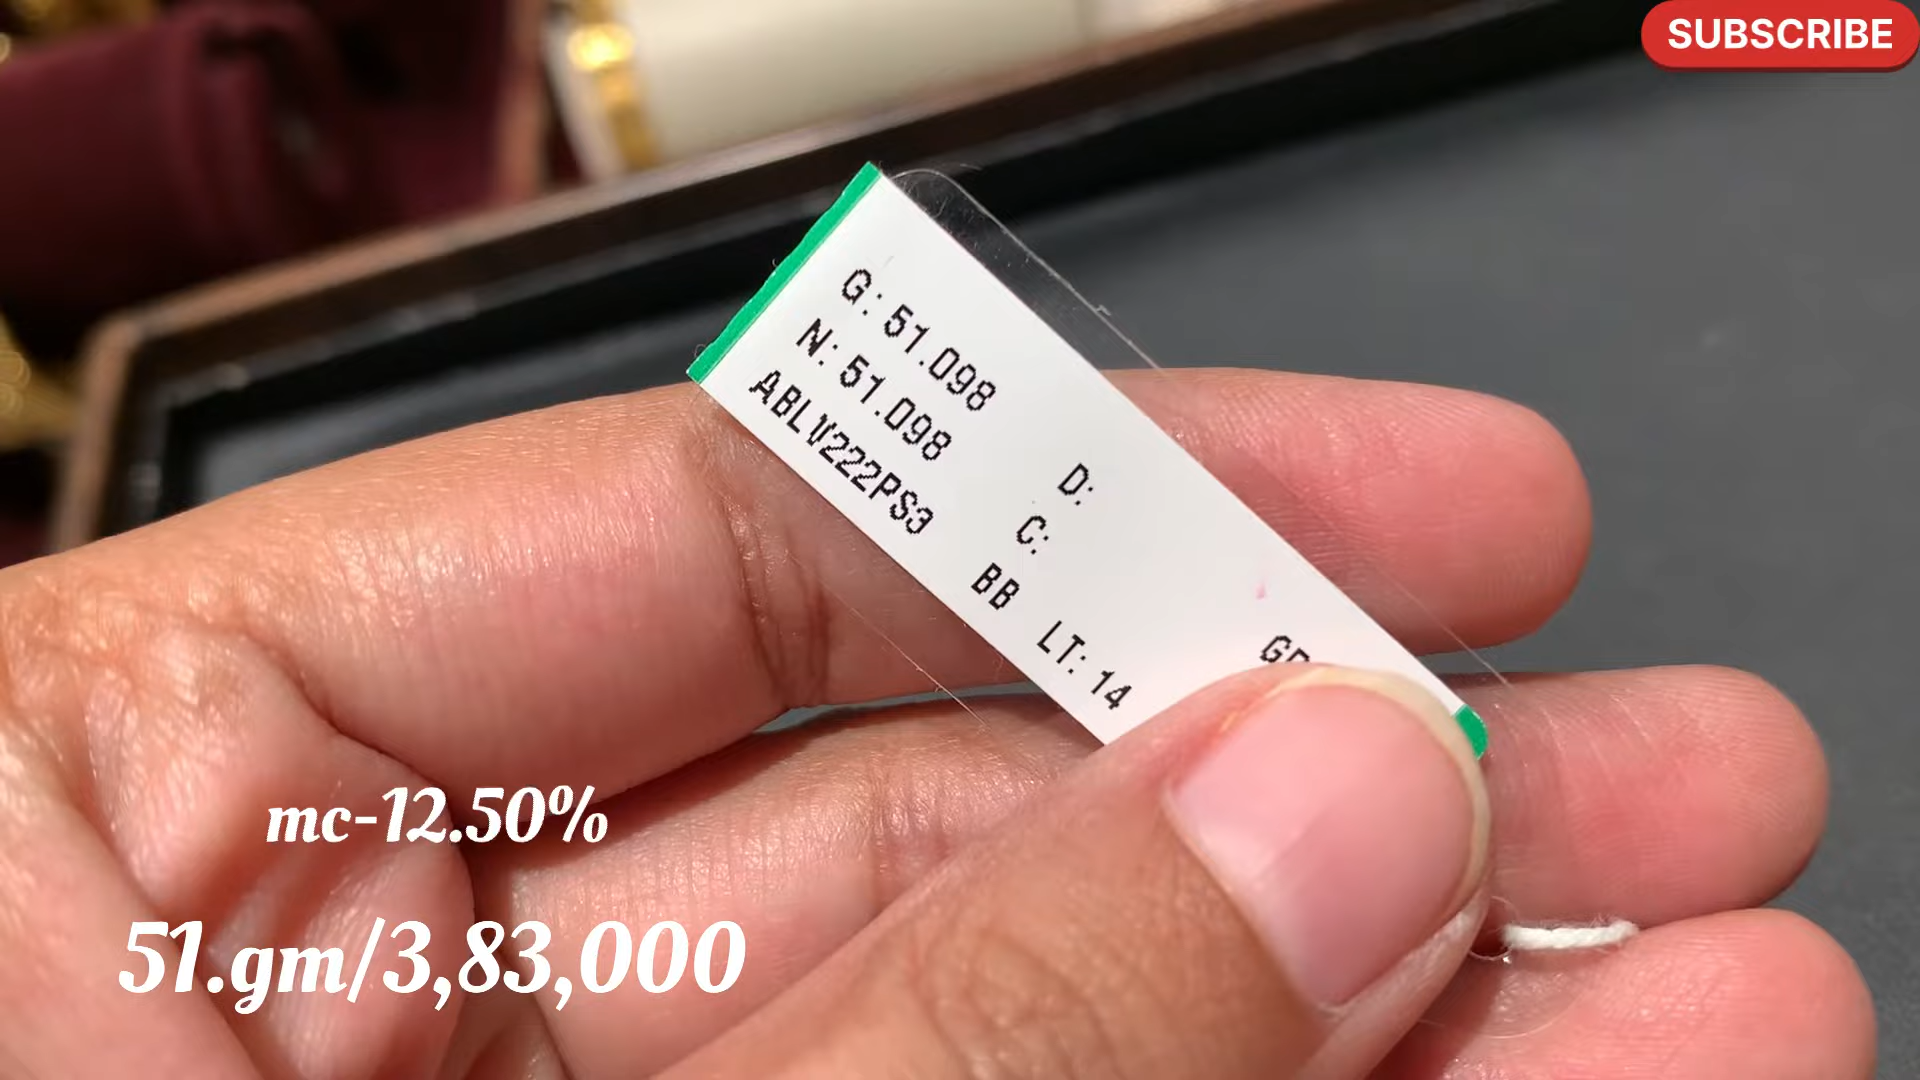 SUBSCRIBE
G: 51.098
N: 51.098 D:
ABLV222PS3 C:
BB LT: 14
mc-12.50%
51.gm/3,83,000